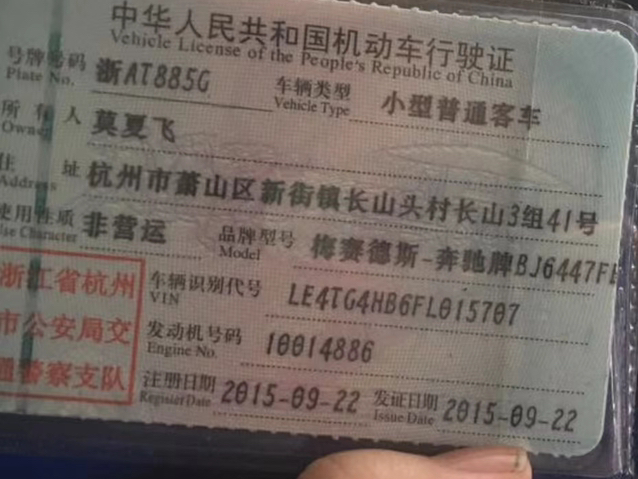 中华人民共和国机动车行驶证
Vehicle License of the People's Republic of China
号牌号码 浙AT885G 车辆类型 小型普通客车
Plate No. Vehicle Type
所有人 莫夏飞
Owner
住址 杭州市萧山区新街镇长山头村长山3组41号
Address
使用性质 非营运 品牌型号 梅赛德斯-奔驰牌BJ6447F
Use Character Model
浙江省杭州
市公安局交
通警察支队
车辆识别代号 LE4TG4HB6FL015707
VIN
发动机号码 10014886
Engine No.
注册日期 2015-09-22 发证日期 2015-09-22
Register Date Issue Date